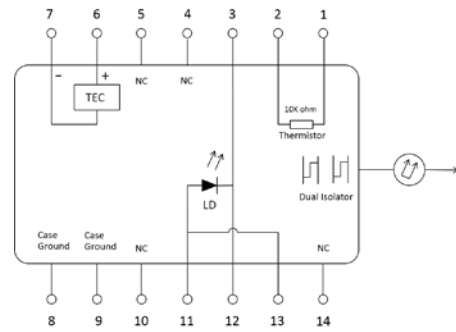 7 6 5 4 3 2 1
− +
TEC
NC NC
10K ohm
Thermistor
Dual Isolator
LD
Case
Ground
Case
Ground
NC
NC
8 9 10 11 12 13 14